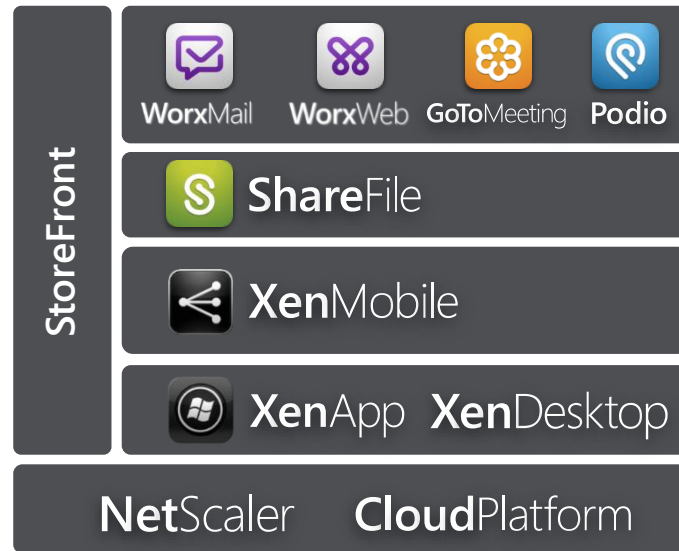 StoreFront
WorxMail WorxWeb GoToMeeting Podio
ShareFile
XenMobile
XenApp XenDesktop
NetScaler CloudPlatform